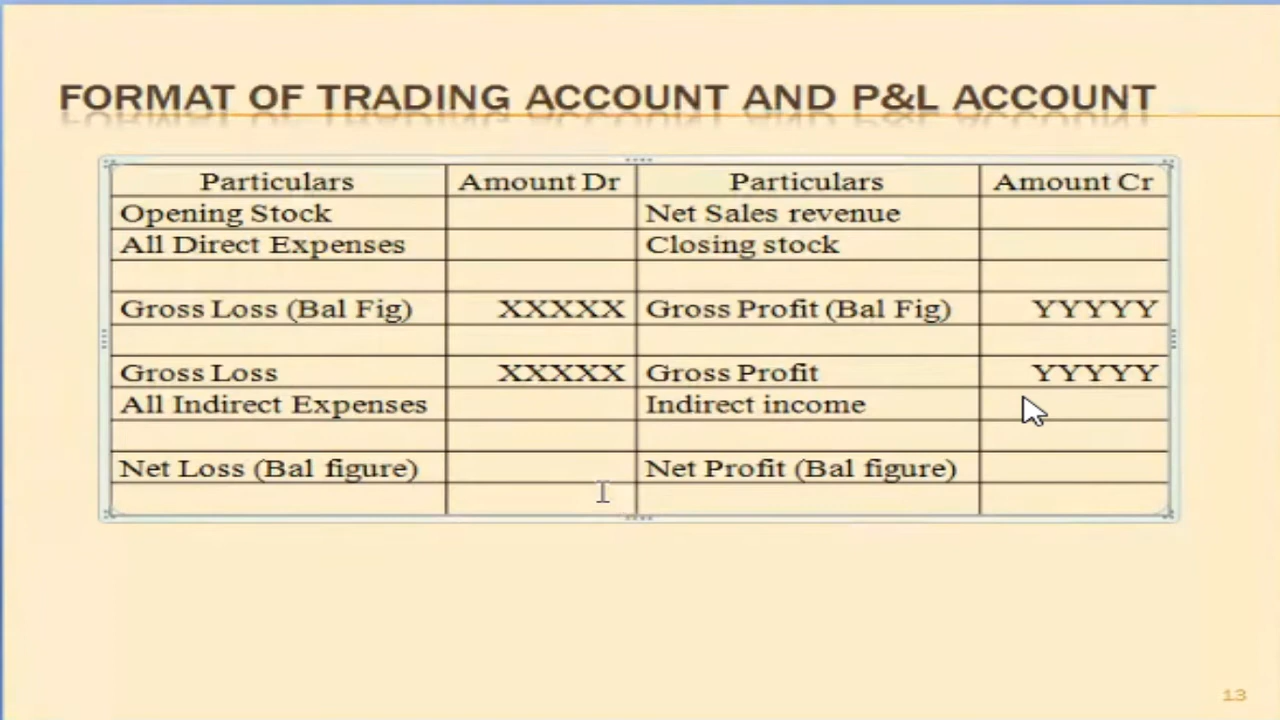 FORMAT OF TRADING ACCOUNT AND P&L ACCOUNT
Particulars Amount Dr Particulars Amount Cr
Opening Stock Net Sales revenue
All Direct Expenses Closing stock
Gross Loss (Bal Fig) XXXXX Gross Profit (Bal Fig) YYYYY
Gross Loss XXXXX Gross Profit YYYYY
All Indirect Expenses Indirect income
Net Loss (Bal figure) Net Profit (Bal figure)
13